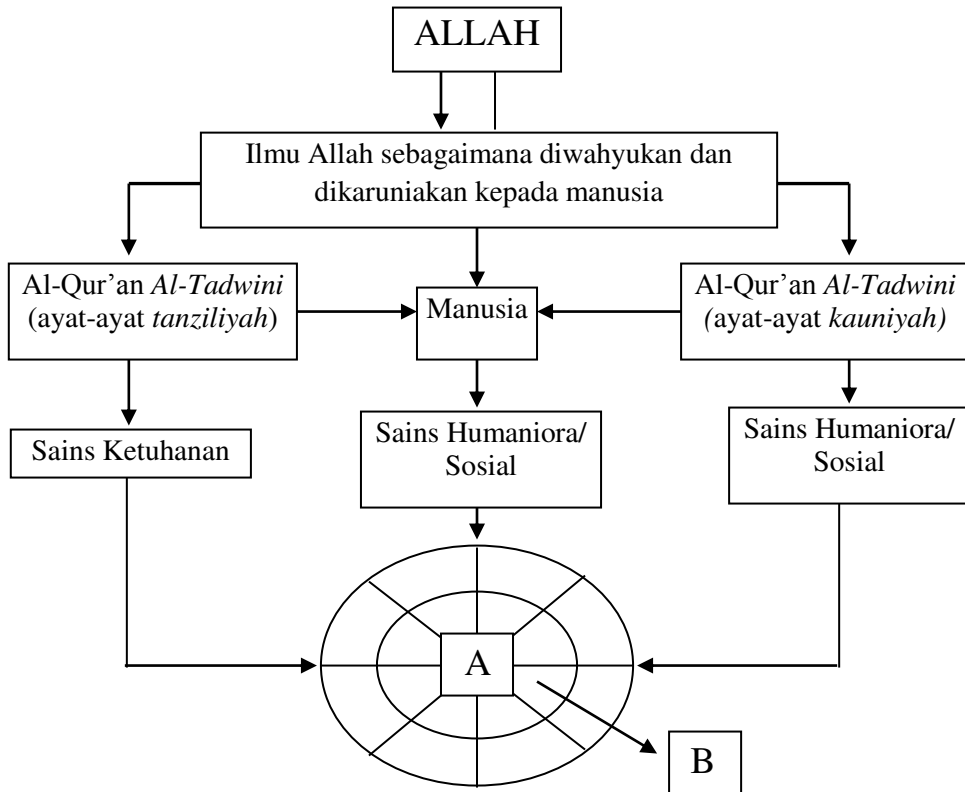 ALLAH
Ilmu Allah sebagaimana diwahyukan dan
dikaruniakan kepada manusia
Al-Qur’an Al-Tadwini
(ayat-ayat tanziliyah)
Manusia
Al-Qur’an Al-Tadwini
(ayat-ayat kauniyah)
Sains Ketuhanan
Sains Humaniora/
Sosial
Sains Humaniora/
Sosial
A
B